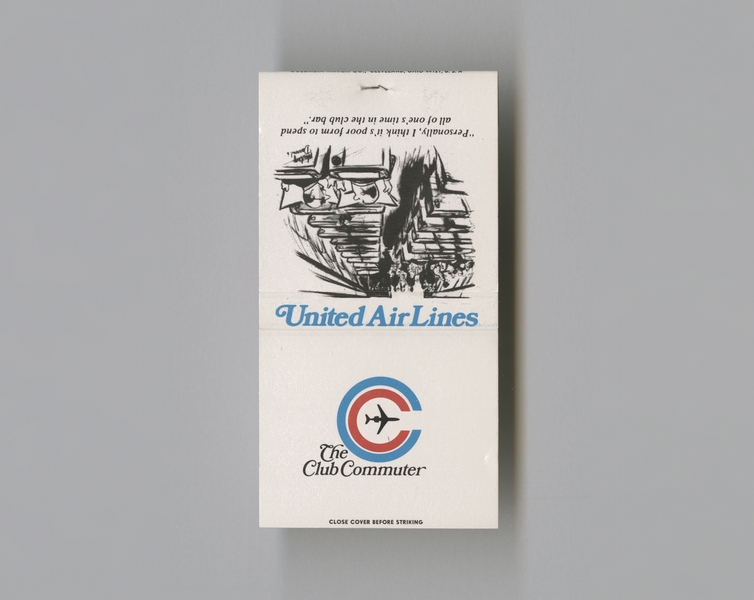 "Personally, I think it's poor form to spend
all of one's time in the club bar."
United Air Lines
The
Club Commuter
CLOSE COVER BEFORE STRIKING